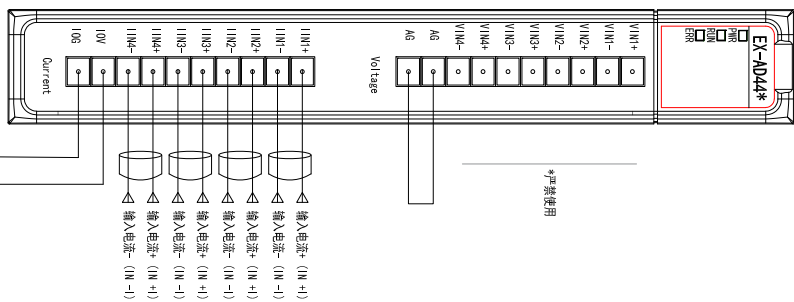 EX-AD44*
PWR
RUN
ERR
VIN1+
VIN1-
VIN2+
VIN2-
VIN3+
VIN3-
VIN4+
VIN4-
AG
AG
Voltage
IIN1+
IIN1-
IIN2+
IIN2-
IIN3+
IIN3-
IIN4+
IIN4-
IOV
IOG
Current
*严禁使用
输入电流+ (IN +I)
输入电流- (IN -I)
输入电流+ (IN +I)
输入电流- (IN -I)
输入电流+ (IN +I)
输入电流- (IN -I)
输入电流+ (IN +I)
输入电流- (IN -I)